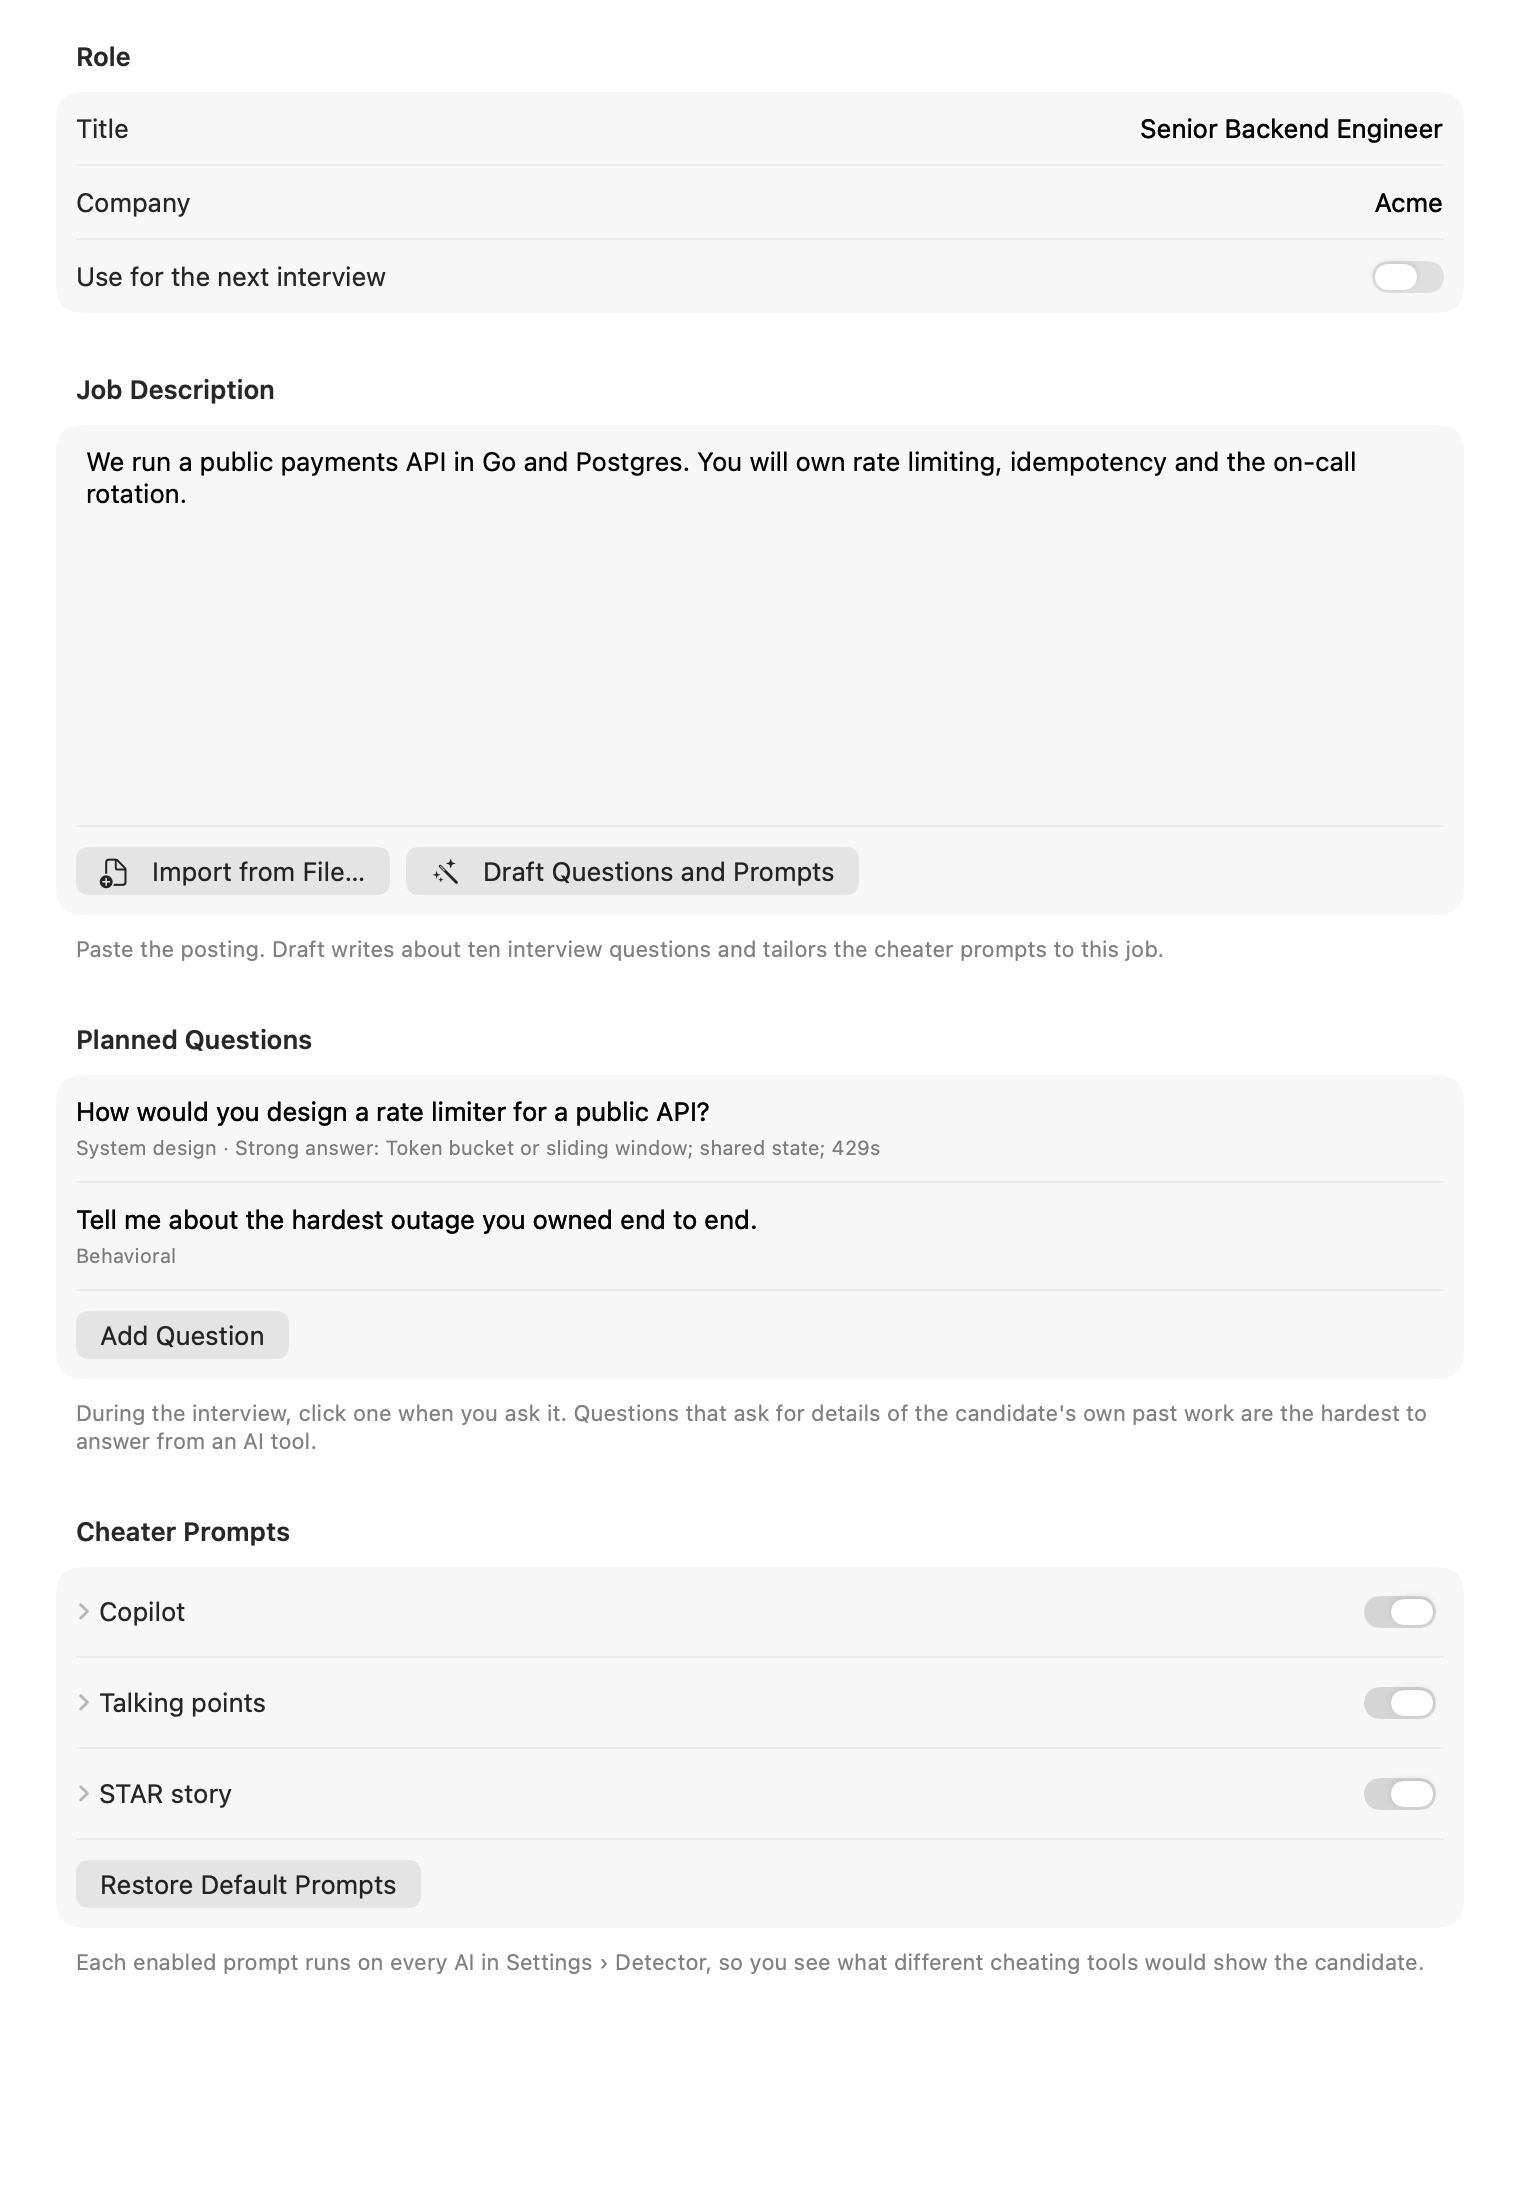 Role
Title
Senior Backend Engineer
Company
Acme
Use for the next interview
Job Description
We run a public payments API in Go and Postgres. You will own rate limiting, idempotency and the on-call
rotation.
Import from File...
Draft Questions and Prompts
Paste the posting. Draft writes about ten interview questions and tailors the cheater prompts to this job.
Planned Questions
How would you design a rate limiter for a public API?
System design · Strong answer: Token bucket or sliding window; shared state; 429s
Tell me about the hardest outage you owned end to end.
Behavioral
Add Question
During the interview, click one when you ask it. Questions that ask for details of the candidate's own past work are the hardest to
answer from an AI tool.
Cheater Prompts
Copilot
Talking points
STAR story
Restore Default Prompts
Each enabled prompt runs on every AI in Settings › Detector, so you see what different cheating tools would show the candidate.